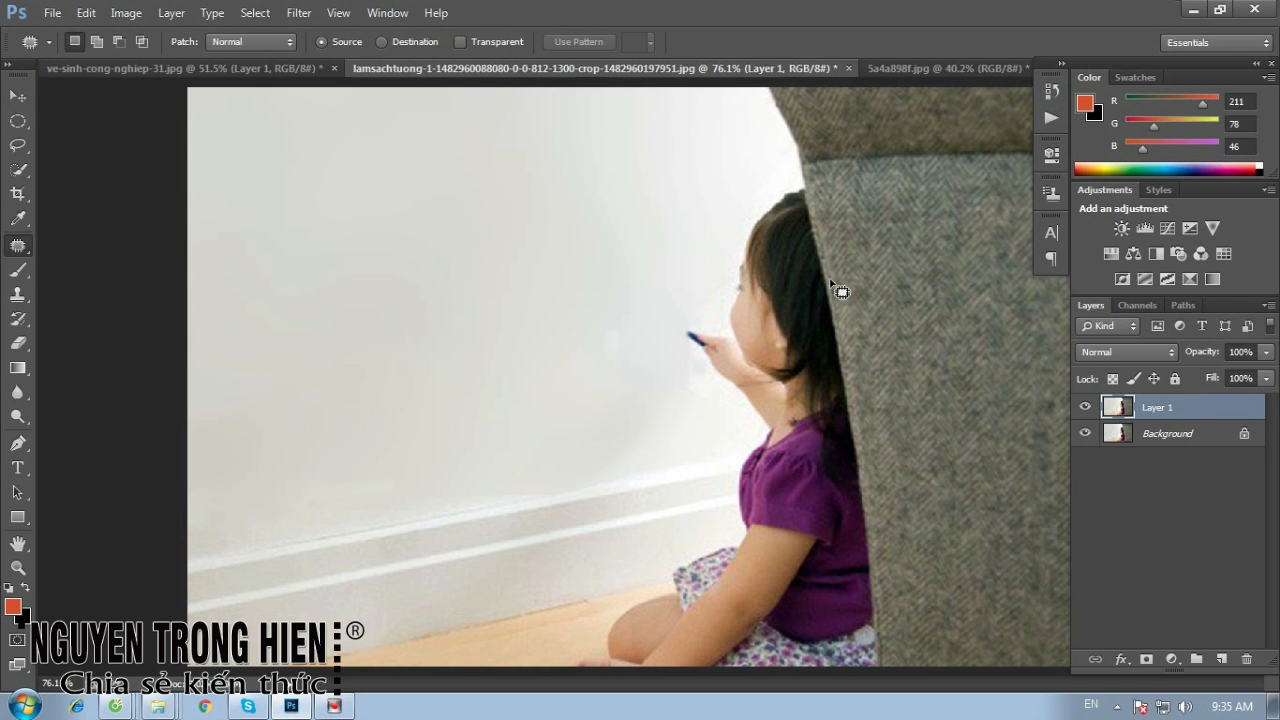 Ps File Edit Image Layer Type Select Filter View Window Help
Patch: Normal Source Destination Transparent Use Pattern Essentials
ve-sinh-cong-nghiep-31.jpg @ 51.5% (Layer 1, RGB/8#) * × lamsachtuong-1-1482960088080-0-0-812-1300-crop-1482960197951.jpg @ 76.1% (Layer 1, RGB/8#) * × 5a4a898f.jpg @ 40.2% (RGB/8#) *
Color Swatches
R 211
G 78
B 46
Adjustments Styles
Add an adjustment
A
Layers Channels Paths
Kind T
Normal Opacity: 100%
Lock: Fill: 100%
Layer 1
Background
T
fx
NGUYEN TRONG HIEN ®
Chia sẻ kiến thức
76.1
EN 9:35 AM